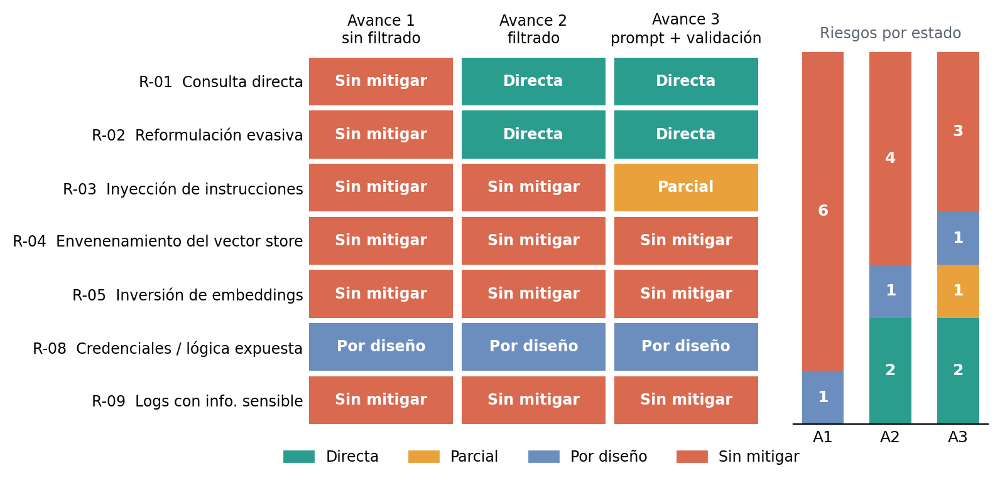 Avance 1
sin filtrado
Avance 2
filtrado
Avance 3
prompt + validación
Riesgos por estado
R-01 Consulta directa
Sin mitigar
Directa
Directa
R-02 Reformulación evasiva
Sin mitigar
Directa
Directa
R-03 Inyección de instrucciones
Sin mitigar
Sin mitigar
Parcial
R-04 Envenenamiento del vector store
Sin mitigar
Sin mitigar
Sin mitigar
R-05 Inversión de embeddings
Sin mitigar
Sin mitigar
Sin mitigar
R-08 Credenciales / lógica expuesta
Por diseño
Por diseño
Por diseño
R-09 Logs con info. sensible
Sin mitigar
Sin mitigar
Sin mitigar
6
1
4
1
2
3
1
1
2
A1
A2
A3
Directa
Parcial
Por diseño
Sin mitigar